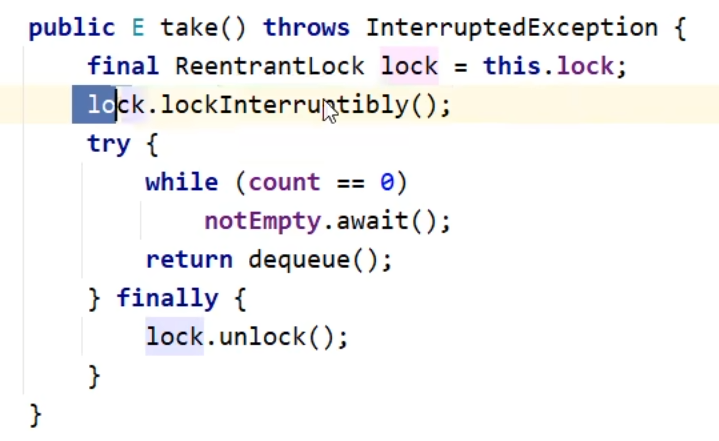 public E take() throws InterruptedException {
    final ReentrantLock lock = this.lock;
    lock.lockInterruptibly();
    try {
        while (count == 0)
            notEmpty.await();
        return dequeue();
    } finally {
        lock.unlock();
    }
}